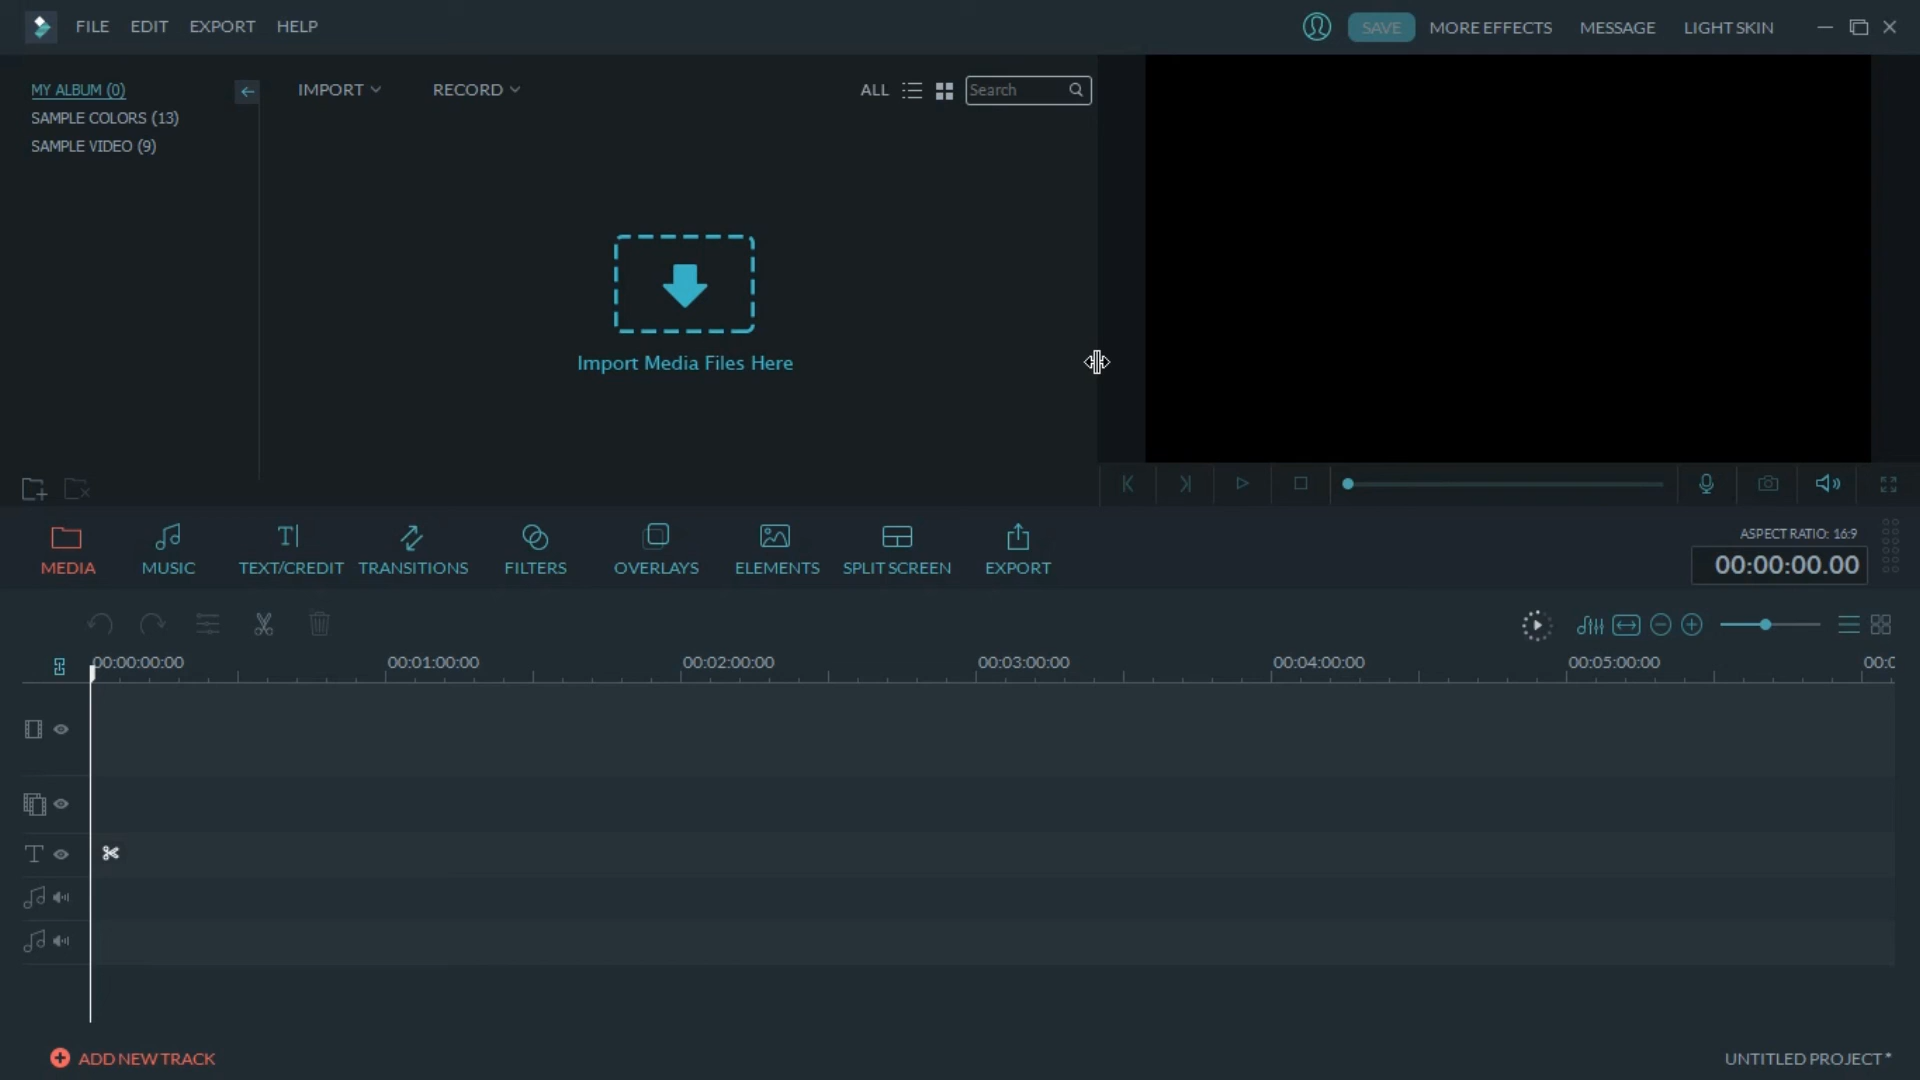 FILE EDIT EXPORT HELP SAVE MORE EFFECTS MESSAGE LIGHT SKIN
MY ALBUM (0) IMPORT RECORD ALL Search
SAMPLE COLORS (13)
SAMPLE VIDEO (9)
Import Media Files Here
ASPECT RATIO: 16:9
MEDIA MUSIC TEXT/CREDIT TRANSITIONS FILTERS OVERLAYS ELEMENTS SPLIT SCREEN EXPORT 00:00:00.00
00:00:00:00 00:01:00:00 00:02:00:00 00:03:00:00 00:04:00:00 00:05:00:00 00:0
ADD NEW TRACK UNTITLED PROJECT*